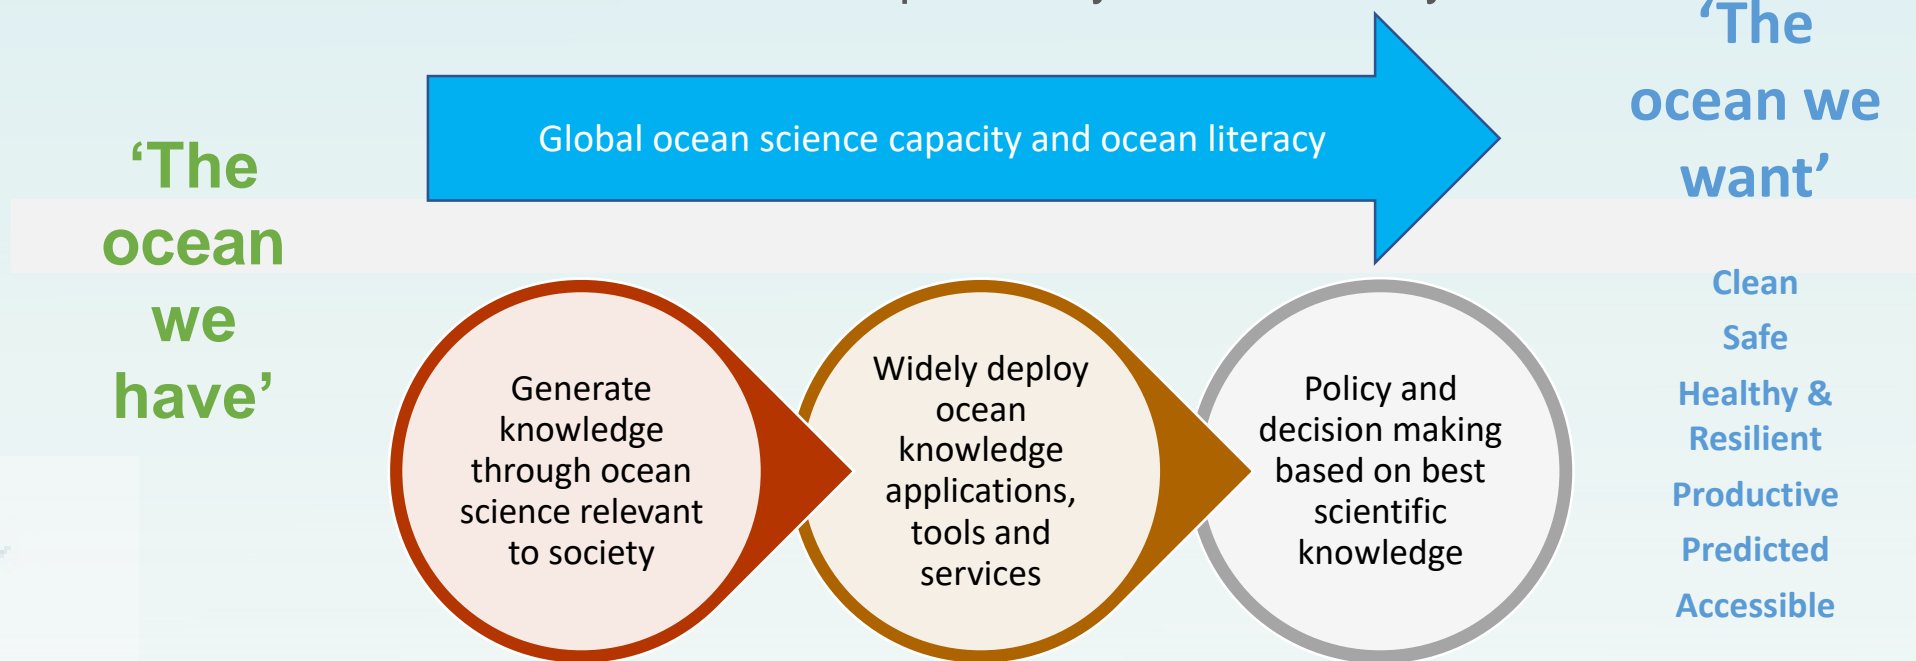 ‘The
ocean
we
have’
Global ocean science capacity and ocean literacy
Generate
knowledge
through ocean
science relevant
to society
Widely deploy
ocean
knowledge
applications,
tools and
services
Policy and
decision making
based on best
scientific
knowledge
‘The
ocean we
want’
Clean
Safe
Healthy &
Resilient
Productive
Predicted
Accessible